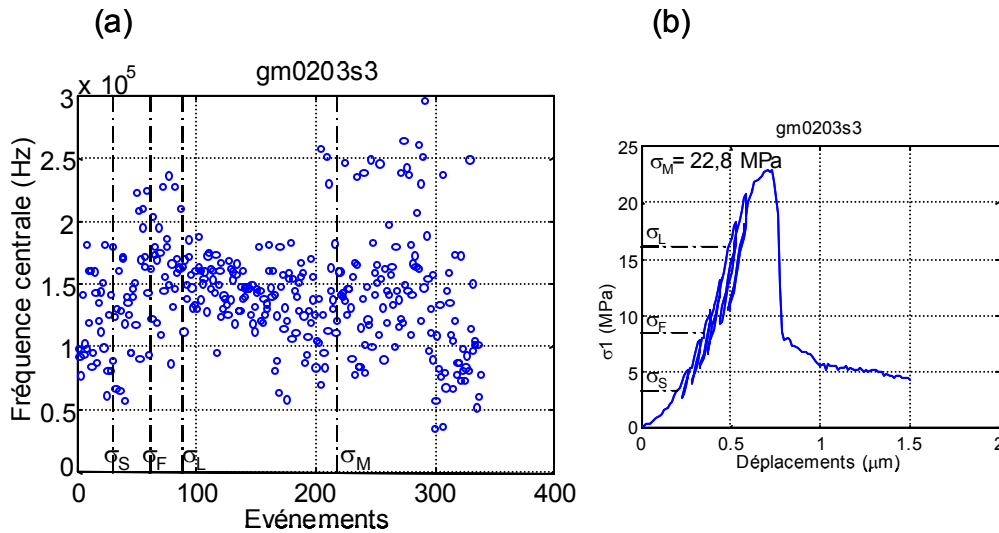 (a)
gm0203s3
x 10⁵
Fréquence centrale (Hz)
3
2.5
2
1.5
1
0.5
0
σS
σF
σL
σM
0
100
200
300
400
Evénements
(b)
gm0203s3
σM= 22,8 MPa
σ1 (MPa)
25
20
15
10
5
0
σL
σF
σS
0
0.5
1
1.5
2
Déplacements (µm)